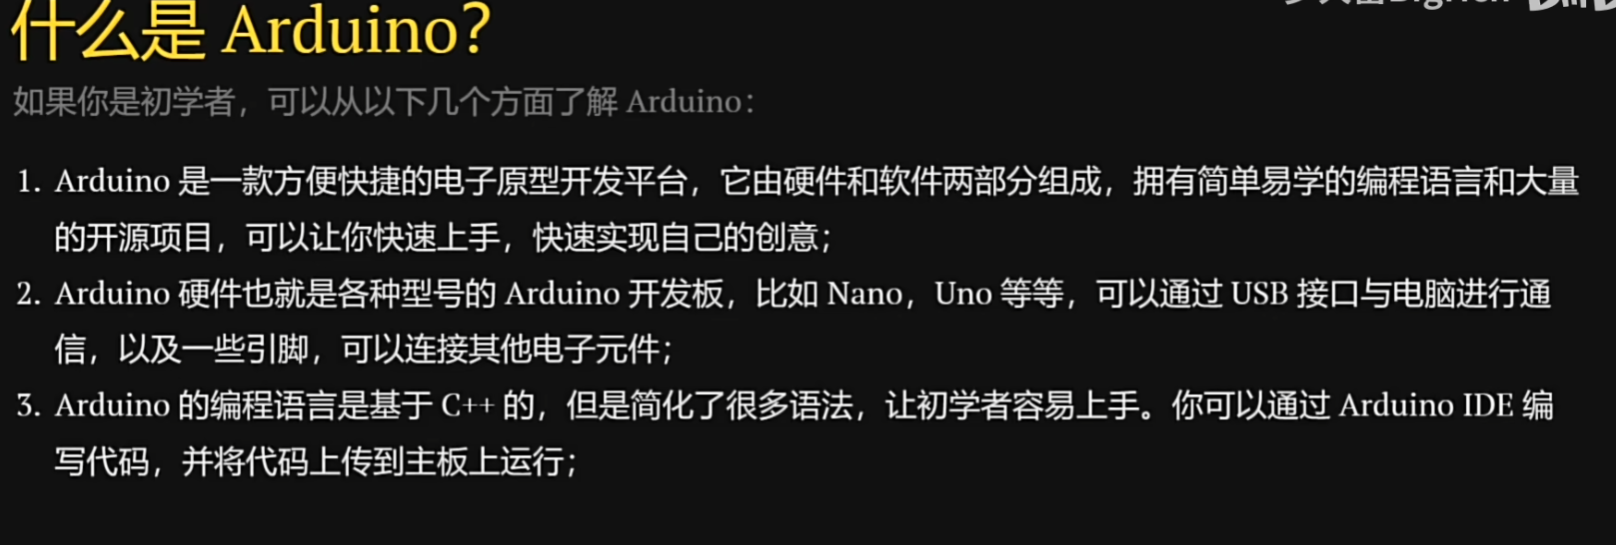 什么是 Arduino?
如果你是初学者，可以从以下几个方面了解 Arduino：
1. Arduino 是一款方便快捷的电子原型开发平台，它由硬件和软件两部分组成，拥有简单易学的编程语言和大量
的开源项目，可以让你快速上手，快速实现自己的创意；
2. Arduino 硬件也就是各种型号的 Arduino 开发板，比如 Nano，Uno 等等，可以通过 USB 接口与电脑进行通
信，以及一些引脚，可以连接其他电子元件；
3. Arduino 的编程语言是基于 C++ 的，但是简化了很多语法，让初学者容易上手。你可以通过 Arduino IDE 编
写代码，并将代码上传到主板上运行；